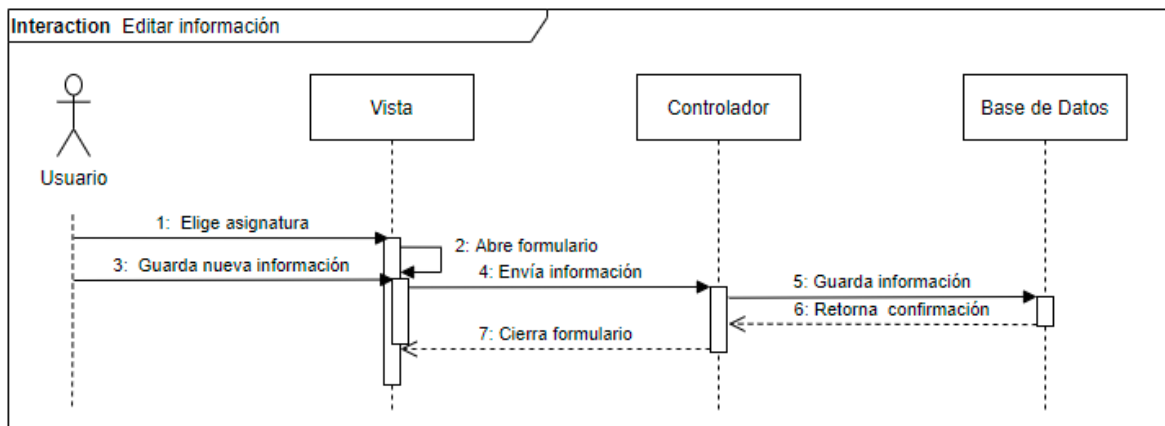 Interaction Editar información
Vista
Controlador
Base de Datos
Usuario
1: Elige asignatura
2: Abre formulario
3: Guarda nueva información
4: Envía información
5: Guarda información
6: Retorna confirmación
7: Cierra formulario